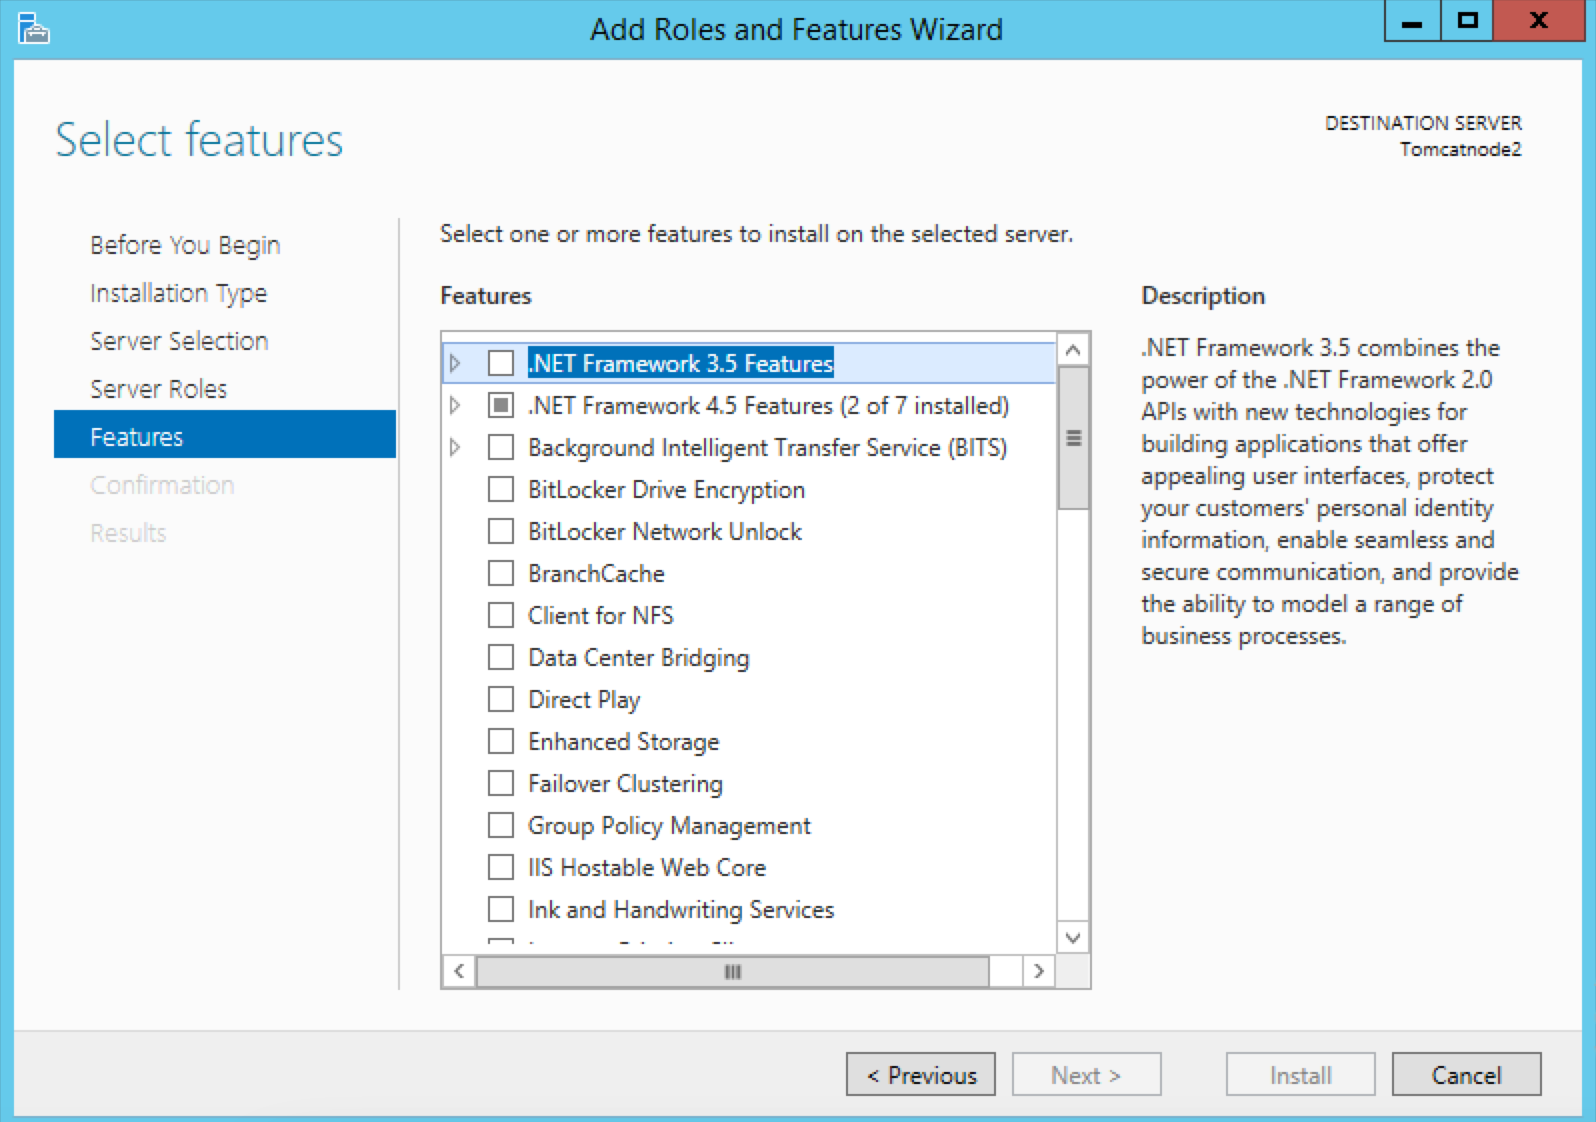 Add Roles and Features Wizard
X
Select features
DESTINATION SERVER
Tomcatnode2
Before You Begin
Installation Type
Server Selection
Server Roles
Features
Confirmation
Results
Select one or more features to install on the selected server.
Features
.NET Framework 3.5 Features
.NET Framework 4.5 Features (2 of 7 installed)
Background Intelligent Transfer Service (BITS)
BitLocker Drive Encryption
BitLocker Network Unlock
BranchCache
Client for NFS
Data Center Bridging
Direct Play
Enhanced Storage
Failover Clustering
Group Policy Management
IIS Hostable Web Core
Ink and Handwriting Services
Description
.NET Framework 3.5 combines the
power of the .NET Framework 2.0
APIs with new technologies for
building applications that offer
appealing user interfaces, protect
your customers' personal identity
information, enable seamless and
secure communication, and provide
the ability to model a range of
business processes.
< Previous
Next >
Install
Cancel